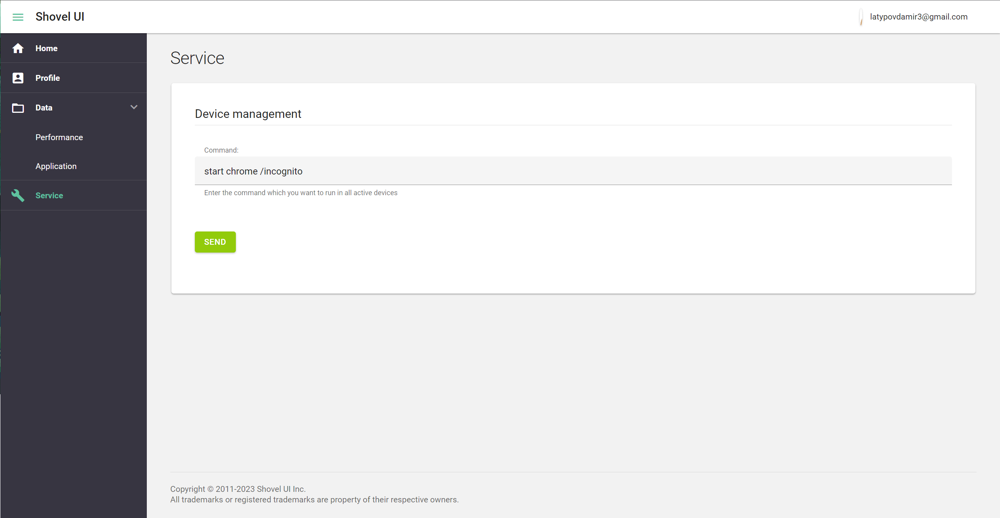 Shovel UI
latypovdamir3@gmail.com
Home
Profile
Data
Performance
Application
Service
Service
Device management
Command:
start chrome /incognito
Enter the command which you want to run in all active devices
SEND
Copyright © 2011-2023 Shovel UI Inc.
All trademarks or registered trademarks are property of their respective owners.